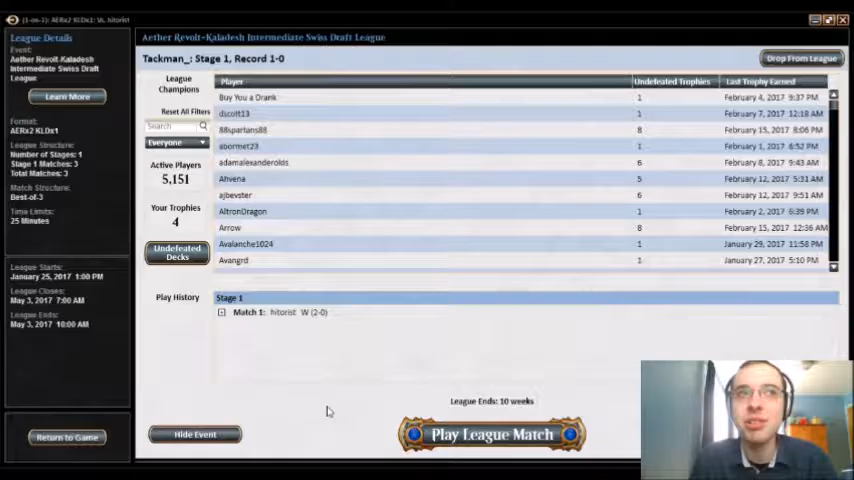 (1-on-1): AERx2 KLDx1: Vs. hitorist
League Details
Event:
Aether Revolt-Kaladesh
Intermediate Swiss Draft
League
Learn More
Format:
AERx2 KLDx1
League Structure:
Number of Stages: 1
Stage 1 Matches: 3
Total Matches: 3
Match Structure:
Best-of-3
Time Limits:
25 Minutes
League Starts:
January 25, 2017 1:00 PM
League Closes:
May 3, 2017 7:00 AM
League Ends:
May 3, 2017 10:00 AM
Return to Game
Aether Revolt-Kaladesh Intermediate Swiss Draft League
Tackman_: Stage 1, Record 1-0
Drop From League
League
Champions
Reset All Filters
Search
Everyone
Active Players
5,151
Your Trophies
4
Undefeated
Decks
Player Undefeated Trophies Last Trophy Earned
Buy You a Drank 1 February 4, 2017 9:37 PM
dscott13 1 February 7, 2017 12:18 AM
88spartans88 8 February 15, 2017 8:06 PM
abormet23 1 February 1, 2017 6:52 PM
adamalexanderolds 6 February 8, 2017 9:43 AM
Ahvena 5 February 12, 2017 5:31 PM
ajbevster 6 February 12, 2017 9:51 AM
AltronDragon 1 February 2, 2017 6:39 PM
Arrow 8 February 15, 2017 12:36 AM
Avalanche1024 1 January 29, 2017 11:58 PM
Avangrd 1 January 27, 2017 5:10 PM
Play History
Stage 1
Match 1: hitorist W (2-0)
League Ends: 10 weeks
Hide Event
Play League Match